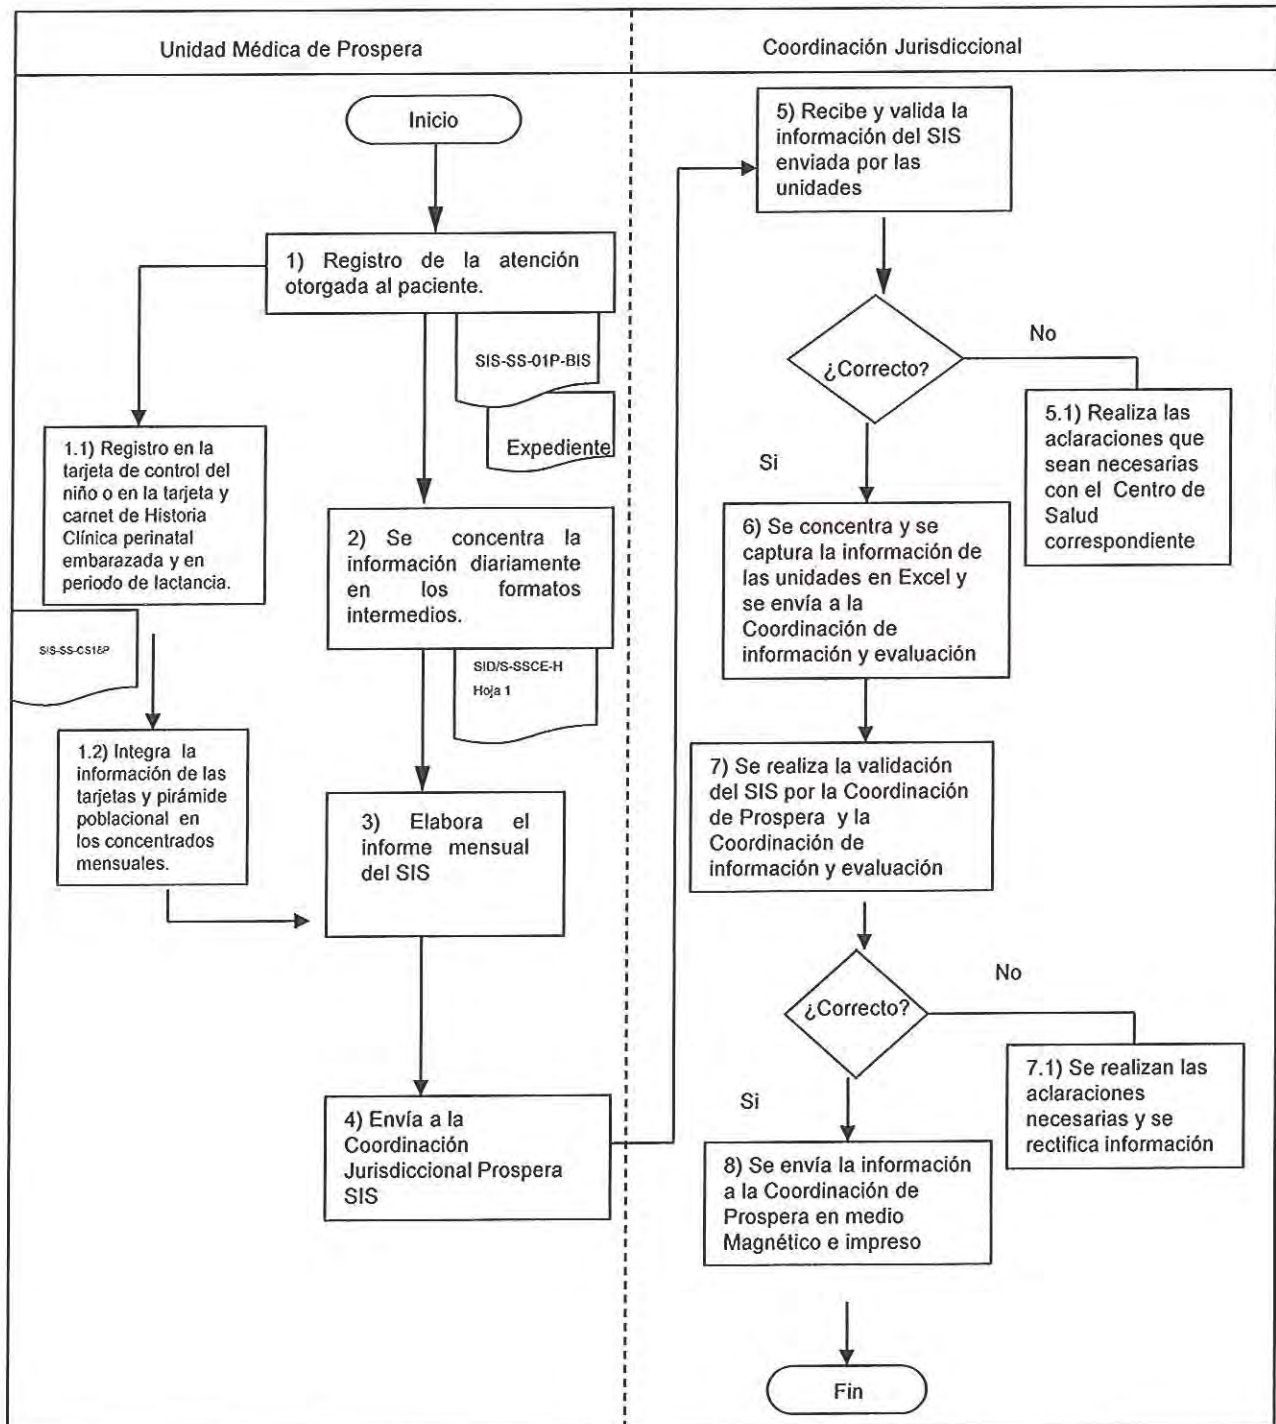 Unidad Médica de Prospera
Coordinación Jurisdiccional
Inicio
1) Registro de la atención
otorgada al paciente.
SIS-SS-01P-BIS
Expediente
1.1) Registro en la
tarjeta de control del
niño o en la tarjeta y
carnet de Historia
Clínica perinatal
embarazada y en
periodo de lactancia.
1.2) Integra la
información de las
tarjetas y pirámide
poblacional en
los concentrados
mensuales.
2) Se concentra la
información diariamente
en los formatos
intermedios.
SID/S-SSCE-H
Hoja 1
3) Elabora el
informe mensual
del SIS
4) Envía a la
Coordinación
Jurisdiccional Prospera
SIS
5) Recibe y valida la
información del SIS
enviada por las
unidades
¿Correcto?
No
5.1) Realiza las
aclaraciones que
sean necesarias
con el Centro de
Salud
correspondiente
Si
6) Se concentra y se
captura la información de
las unidades en Excel y
se envía a la
Coordinación de
información y evaluación
7) Se realiza la validación
del SIS por la Coordinación
de Prospera y la
Coordinación de
información y evaluación
¿Correcto?
No
7.1) Se realizan las
aclaraciones
necesarias y se
rectifica información
Si
8) Se envía la información
a la Coordinación de
Prospera en medio
Magnético e impreso
Fin